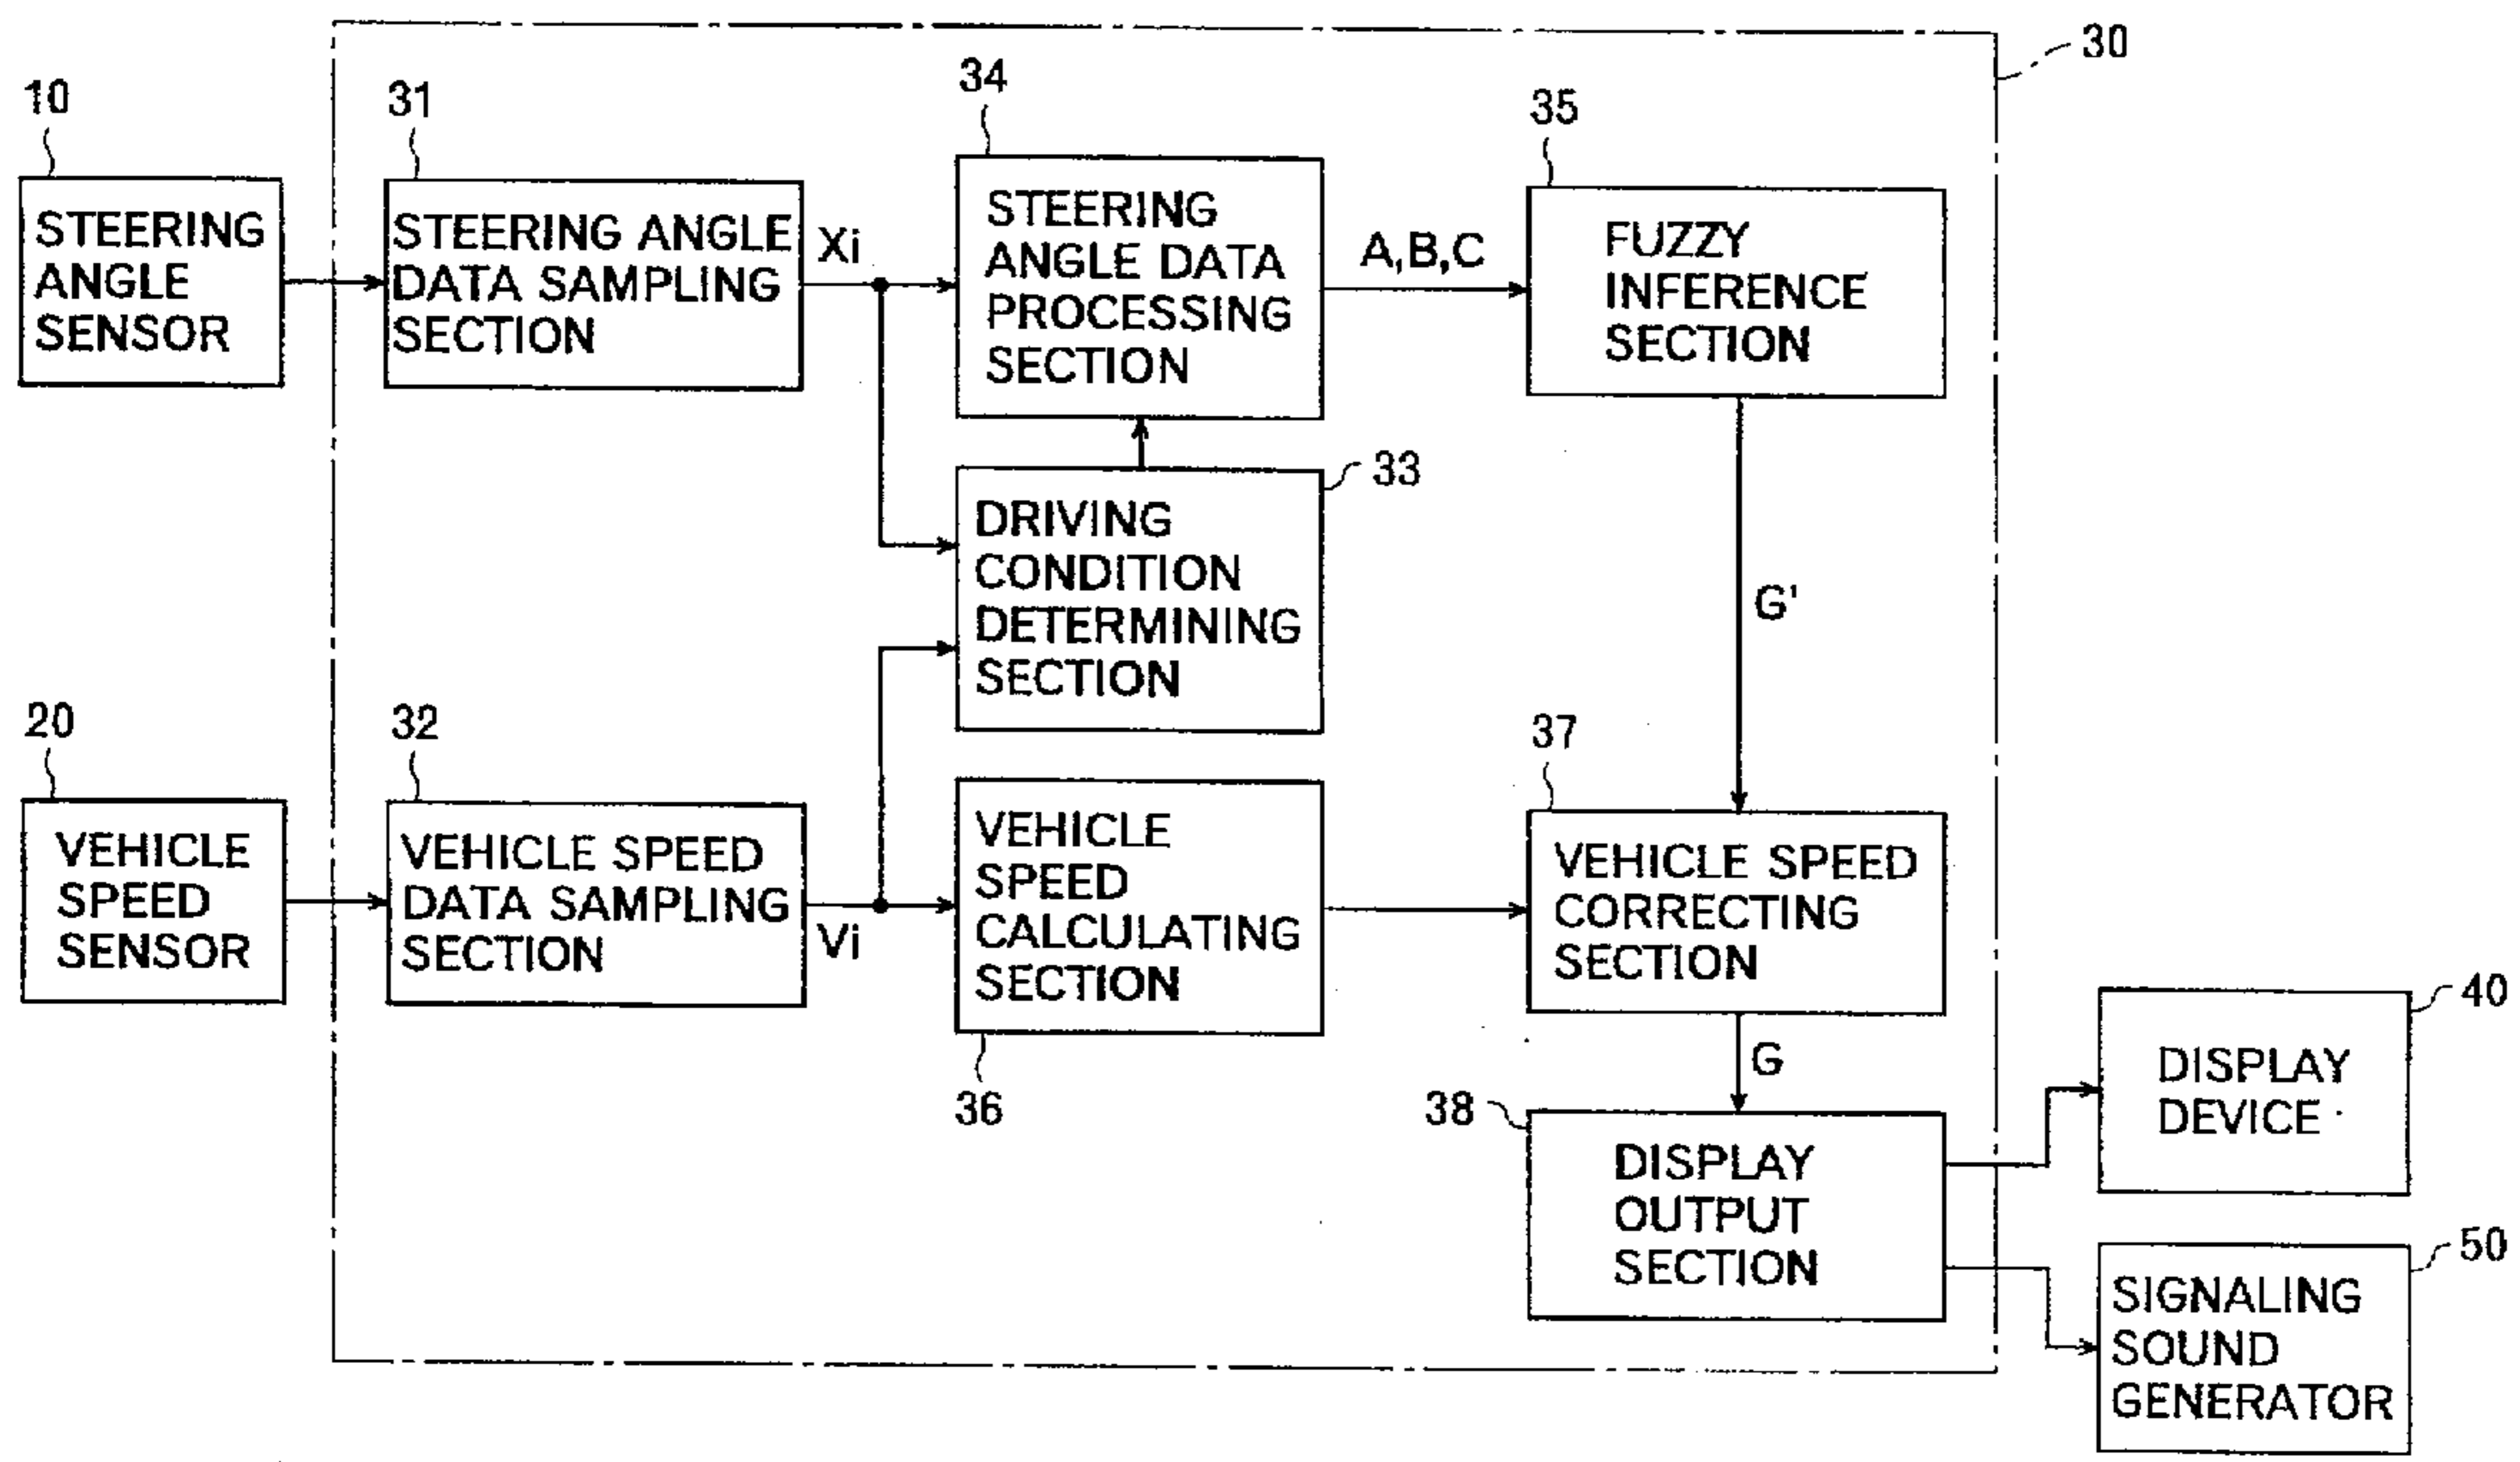 30
10
STEERING
ANGLE
SENSOR
31
STEERING ANGLE
DATA SAMPLING
SECTION
Xi
34
STEERING
ANGLE DATA
PROCESSING
SECTION
A,B,C
35
FUZZY
INFERENCE
SECTION
33
DRIVING
CONDITION
DETERMINING
SECTION
G'
20
VEHICLE
SPEED
SENSOR
32
VEHICLE SPEED
DATA SAMPLING
SECTION
Vi
VEHICLE
SPEED
CALCULATING
SECTION
36
37
VEHICLE SPEED
CORRECTING
SECTION
G
38
DISPLAY
OUTPUT
SECTION
40
DISPLAY
DEVICE
50
SIGNALING
SOUND
GENERATOR